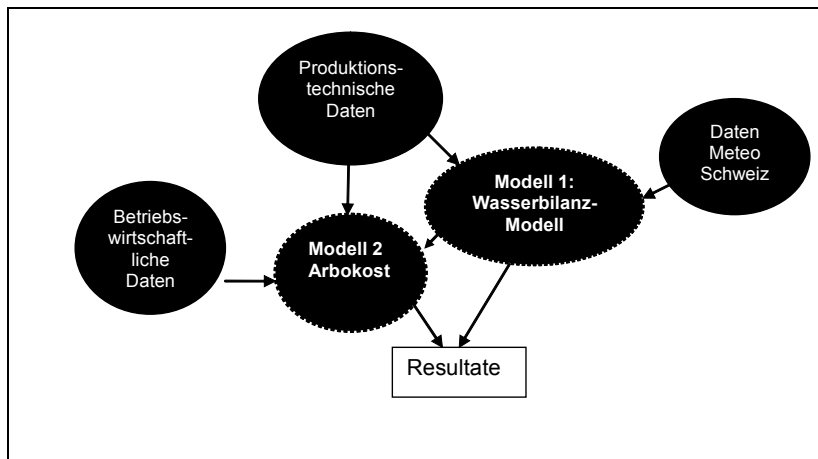 Produktions-
technische
Daten
Daten
Meteo
Schweiz
Modell 1:
Wasserbilanz-
Modell
Betriebs-
wirtschaft-
liche
Daten
Modell 2
Arbokost
Resultate